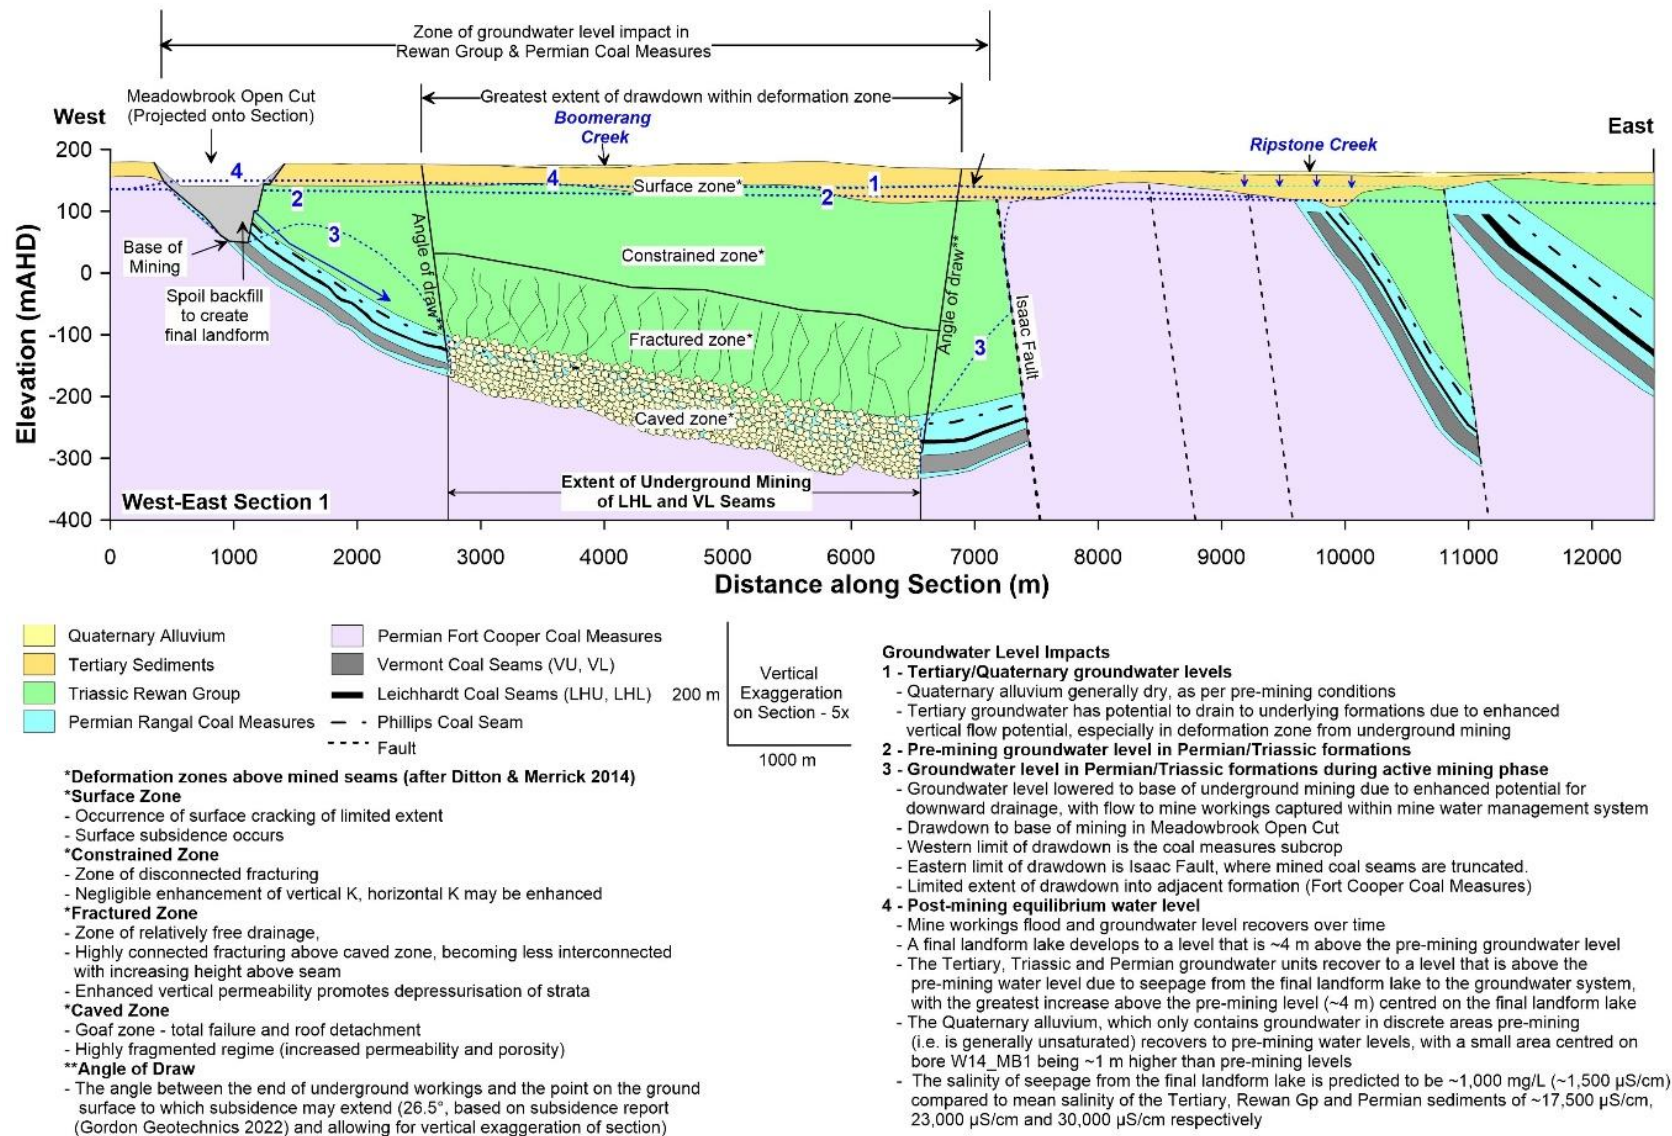 Zone of groundwater level impact in
Rewan Group & Permian Coal Measures
Meadowbrook Open Cut
(Projected onto Section)
Greatest extent of drawdown within deformation zone
West
Boomerang
Creek
Ripstone Creek
East
200
100
0
-100
-200
-300
-400
Elevation (mAHD)
4
4
1
2
2
3
3
Surface zone*
Constrained zone*
Fractured zone*
Caved zone*
Angle of draw**
Angle of draw**
Isaac Fault
Base of
Mining
Spoil backfill
to create
final landform
Extent of Underground Mining
of LHL and VL Seams
West-East Section 1
0 1000 2000 3000 4000 5000 6000 7000 8000 9000 10000 11000 12000
Distance along Section (m)
Quaternary Alluvium
Tertiary Sediments
Triassic Rewan Group
Permian Rangal Coal Measures
Permian Fort Cooper Coal Measures
Vermont Coal Seams (VU, VL)
Leichhardt Coal Seams (LHU, LHL)
Phillips Coal Seam
Fault
200 m
Vertical
Exaggeration
on Section - 5x
1000 m
*Deformation zones above mined seams (after Ditton & Merrick 2014)
*Surface Zone
- Occurrence of surface cracking of limited extent
- Surface subsidence occurs
*Constrained Zone
- Zone of disconnected fracturing
- Negligible enhancement of vertical K, horizontal K may be enhanced
*Fractured Zone
- Zone of relatively free drainage,
- Highly connected fracturing above caved zone, becoming less interconnected
with increasing height above seam
- Enhanced vertical permeability promotes depressurisation of strata
*Caved Zone
- Goaf zone - total failure and roof detachment
- Highly fragmented regime (increased permeability and porosity)
**Angle of Draw
- The angle between the end of underground workings and the point on the ground
surface to which subsidence may extend (26.5°, based on subsidence report
(Gordon Geotechnics 2022) and allowing for vertical exaggeration of section)
Groundwater Level Impacts
1 - Tertiary/Quaternary groundwater levels
- Quaternary alluvium generally dry, as per pre-mining conditions
- Tertiary groundwater has potential to drain to underlying formations due to enhanced
vertical flow potential, especially in deformation zone from underground mining
2 - Pre-mining groundwater level in Permian/Triassic formations
3 - Groundwater level in Permian/Triassic formations during active mining phase
- Groundwater level lowered to base of underground mining due to enhanced potential for
downward drainage, with flow to mine workings captured within mine water management system
- Drawdown to base of mining in Meadowbrook Open Cut
- Western limit of drawdown is the coal measures subcrop
- Eastern limit of drawdown is Isaac Fault, where mined coal seams are truncated.
- Limited extent of drawdown into adjacent formation (Fort Cooper Coal Measures)
4 - Post-mining equilibrium water level
- Mine workings flood and groundwater level recovers over time
- A final landform lake develops to a level that is ~4 m above the pre-mining groundwater level
- The Tertiary, Triassic and Permian groundwater units recover to a level that is above the
pre-mining water level due to seepage from the final landform lake to the groundwater system,
with the greatest increase above the pre-mining level (~4 m) centred on the final landform lake
- The Quaternary alluvium, which only contains groundwater in discrete areas pre-mining
(i.e. is generally unsaturated) recovers to pre-mining water levels, with a small area centred on
bore W14_MB1 being ~1 m higher than pre-mining levels
- The salinity of seepage from the final landform lake is predicted to be ~1,000 mg/L (~1,500 µS/cm)
compared to mean salinity of the Tertiary, Rewan Gp and Permian sediments of ~17,500 µS/cm,
23,000 µS/cm and 30,000 µS/cm respectively